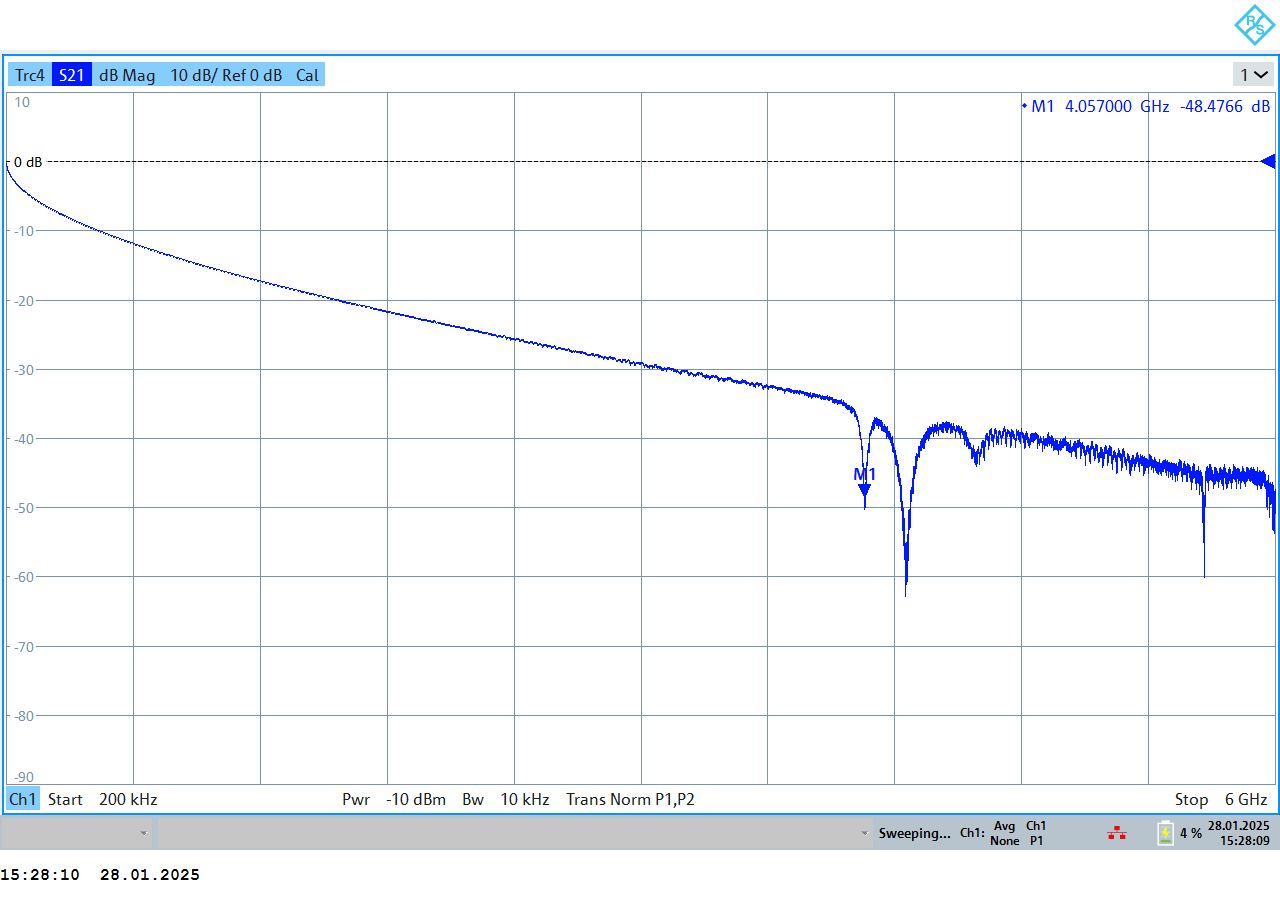 R S
Trc4 S21 dB Mag 10 dB/ Ref 0 dB Cal
1
10
• M1 4.057000 GHz -48.4766 dB
0 dB
-10
-20
-30
-40
M1
-50
-60
-70
-80
-90
Ch1 Start 200 kHz Pwr -10 dBm Bw 10 kHz Trans Norm P1,P2 Stop 6 GHz
Sweeping... Ch1: Avg None Ch1 P1 4 % 28.01.2025 15:28:09
15:28:10 28.01.2025